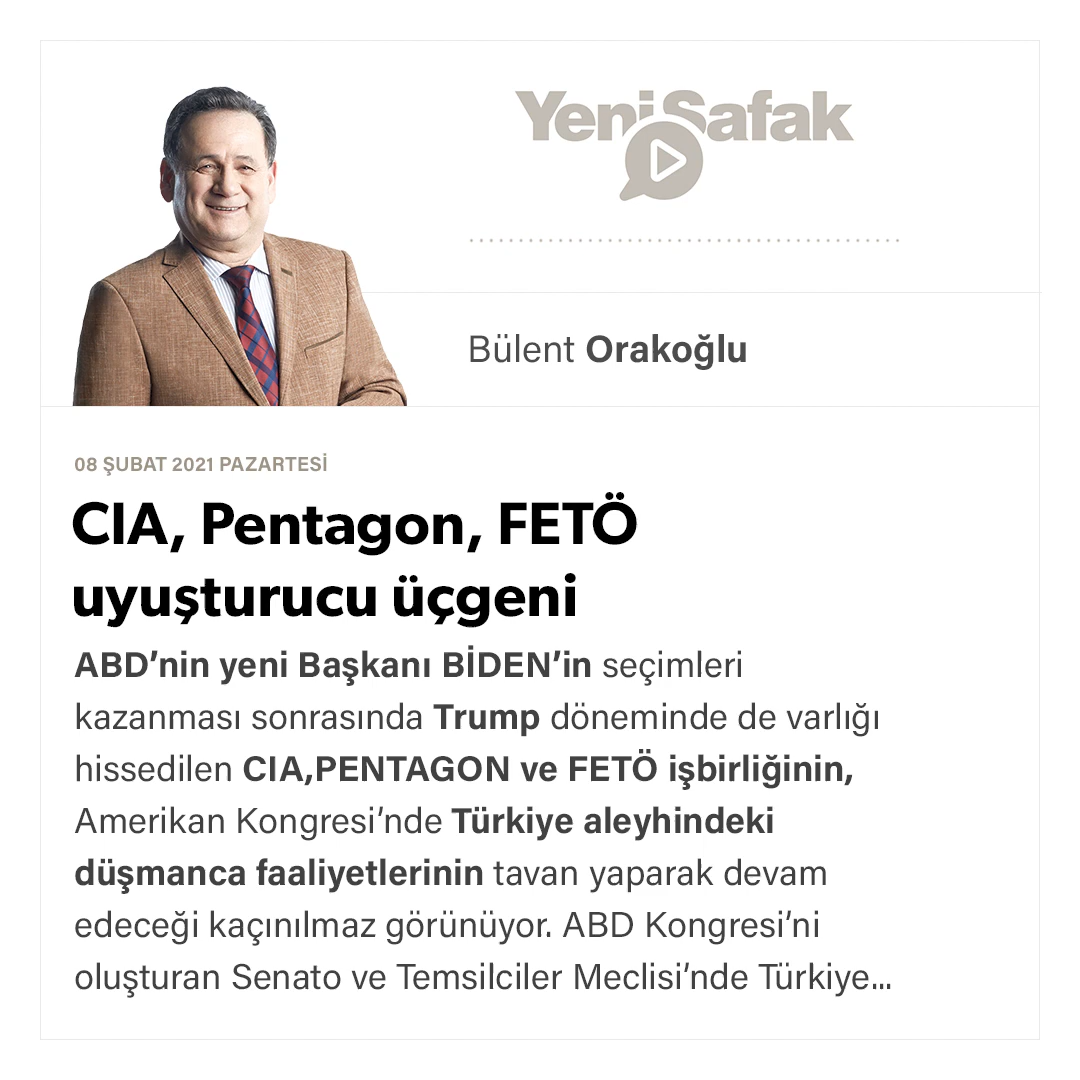 YeniSafak
Bülent Orakoğlu
08 ŞUBAT 2021 PAZARTESİ
CIA, Pentagon, FETÖ
uyuşturucu üçgeni
ABD’nin yeni Başkanı BİDEN’in seçimleri
kazanması sonrasında Trump döneminde de varlığı
hissedilen CIA,PENTAGON ve FETÖ işbirliğinin,
Amerikan Kongresi’nde Türkiye aleyhindeki
düşmanca faaliyetlerinin tavan yaparak devam
edeceği kaçınılmaz görünüyor. ABD Kongresi’ni
oluşturan Senato ve Temsilciler Meclisi’nde Türkiye...